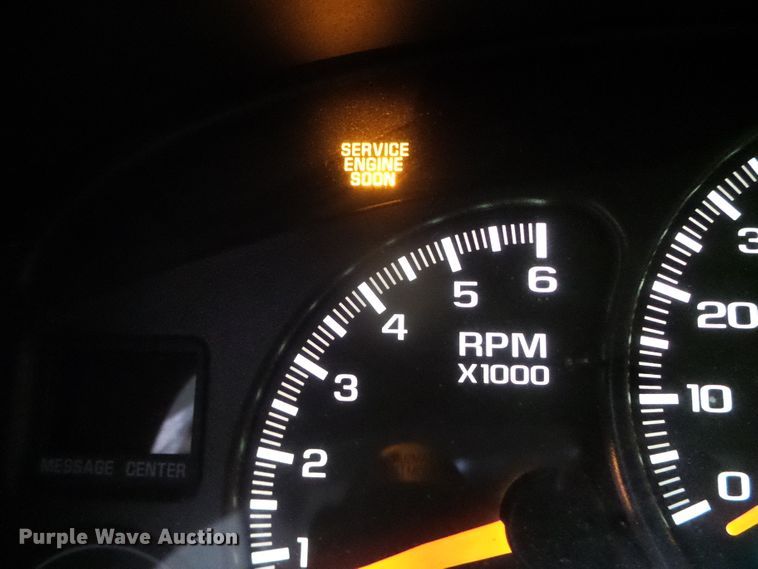 SERVICE
ENGINE
SOON
6
5
4
3
2
1
RPM
X1000
3
20
10
0
MESSAGE CENTER
Purple Wave Auction